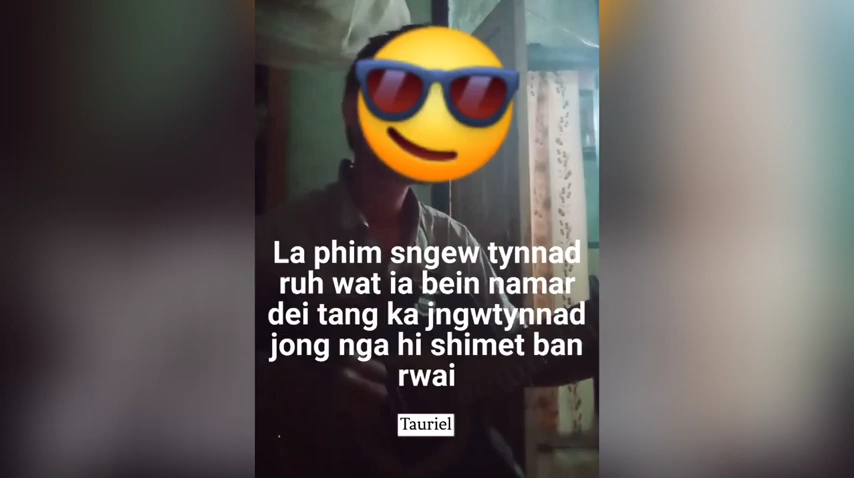 La phim sngew tynnad
ruh wat ia bein namar
dei tang ka jngwtynnad
jong nga hi shimet ban
rwai
Tauriel